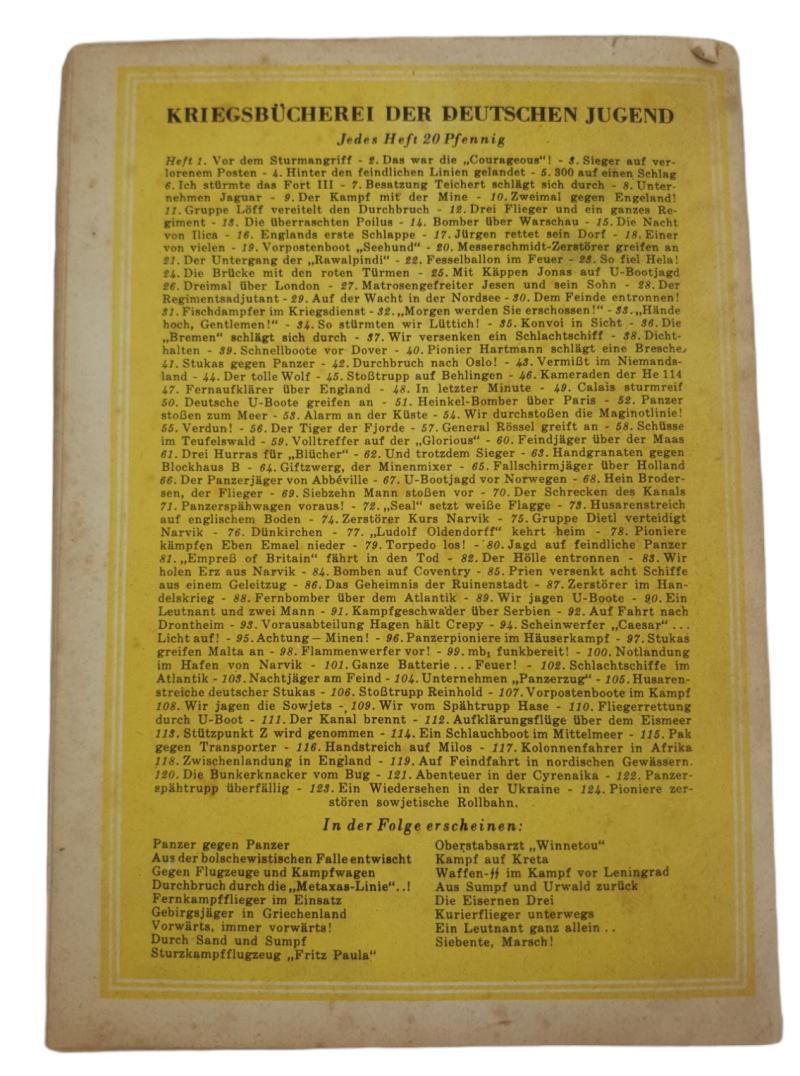 KRIEGSBÜCHEREI DER DEUTSCHEN JUGEND
Jedes Heft 20 Pfennig
Heft 1. Vor dem Sturmangriff - 2. Das war die „Courageous"! - 3. Sieger auf ver-
lorenem Posten - 4. Hinter den feindlichen Linien gelandet - 5. 300 auf einen Schlag
6. Ich stürmte das Fort III - 7. Besatzung Teichert schlägt sich durch - 8. Unter-
nehmen Jaguar - 9. Der Kampf mit der Mine - 10. Zweimal gegen Engeland!
11. Gruppe Löff vereitelt den Durchbruch - 12. Drei Flieger und ein ganzes Re-
giment - 13. Die überraschten Poilus - 14. Bomber über Warschau - 15. Die Nacht
von Ilica - 16. Englands erste Schlappe - 17. Jürgen rettet sein Dorf - 18. Einer
von vielen - 19. Vorpostenboot „Seehund" - 20. Messerschmidt-Zerstörer greifen an
21. Der Untergang der „Rawalpindi" - 22. Fesselballon im Feuer - 23. So fiel Hela!
24. Die Brücke mit den roten Türmen - 25. Mit Käppen Jonas auf U-Bootjagd
26. Dreimal über London - 27. Matrosengefreiter Jesen und sein Sohn - 28. Der
Regimentsadjutant - 29. Auf der Wacht in der Nordsee - 30. Dem Feinde entronnen!
31. Fischdampfer im Kriegsdienst - 32. „Morgen werden Sie erschossen!" - 33. „Hände
hoch, Gentlemen!" - 34. So stürmten wir Lüttich! - 35. Konvoi in Sicht - 36. Die
„Bremen" schlägt sich durch - 37. Wir versenken ein Schlachtschiff - 38. Dicht-
halten - 39. Schnellboote vor Dover - 40. Pionier Hartmann schlägt eine Bresche
41. Stukas gegen Panzer - 42. Durchbruch nach Oslo! - 43. Vermißt im Niemands-
land - 44. Der tolle Wolf - 45. Stoßtrupp auf Behlingen - 46. Kameraden der He 114
47. Fernaufklärer über England - 48. In letzter Minute - 49. Calais sturmreif
50. Deutsche U-Boote greifen an - 51. Heinkel-Bomber über Paris - 52. Panzer
stoßen zum Meer - 53. Alarm an der Küste - 54. Wir durchstoßen die Maginotlinie!
55. Verdun! - 56. Der Tiger der Fjorde - 57. General Rössel greift an - 58. Schüsse
im Teufelswald - 59. Volltreffer auf der „Glorious" - 60. Feindjäger über der Maas
61. Drei Hurras für „Blücher" - 62. Und trotzdem Sieger - 63. Handgranaten gegen
Blockhaus B - 64. Giftzwerg, der Minenmixer - 65. Fallschirmjäger über Holland
66. Der Panzerjäger von Abbéville - 67. U-Bootjagd vor Norwegen - 68. Hein Broder-
sen, der Flieger - 69. Siebzehn Mann stoßen vor - 70. Der Schrecken des Kanals
71. Panzerspähwagen voraus! - 72. „Seal" setzt weiße Flagge - 73. Husarenstreich
auf englischem Boden - 74. Zerstörer Kurs Narvik - 75. Gruppe Dietl verteidigt
Narvik - 76. Dünkirchen - 77. „Ludolf Oldendorff" kehrt heim - 78. Pioniere
kämpfen Eben Emael nieder - 79. Torpedo los! - 80. Jagd auf feindliche Panzer
81. „Empreß of Britain" fährt in den Tod - 82. Der Hölle entronnen - 83. Wir
holen Erz aus Narvik - 84. Bomben auf Coventry - 85. Prien versenkt acht Schiffe
aus einem Geleitzug - 86. Das Geheimnis der Ruinenstadt - 87. Zerstörer im Han-
delskrieg - 88. Fernbomber über dem Atlantik - 89. Wir jagen U-Boote - 90. Ein
Leutnant und zwei Mann - 91. Kampfgeschwader über Serbien - 92. Auf Fahrt nach
Drontheim - 93. Vorausabteilung Hagen hält Crepy - 94. Scheinwerfer „Caesar" ...
Licht auf! - 95. Achtung — Minen! - 96. Panzerpioniere im Häuserkampf - 97. Stukas
greifen Malta an - 98. Flammenwerfer vor! - 99. mb₁ funkbereit! - 100. Notlandung
im Hafen von Narvik - 101. Ganze Batterie ... Feuer! - 102. Schlachtschiffe im
Atlantik - 103. Nachtjäger am Feind - 104. Unternehmen „Panzerzug" - 105. Husaren-
streiche deutscher Stukas - 106. Stoßtrupp Reinhold - 107. Vorpostenboote im Kampf
108. Wir jagen die Sowjets - 109. Wir vom Spähtrupp Hase - 110. Fliegerrettung
durch U-Boot - 111. Der Kanal brennt - 112. Aufklärungsflüge über dem Eismeer
113. Stützpunkt Z wird genommen - 114. Ein Schlauchboot im Mittelmeer - 115. Pak
gegen Transporter - 116. Handstreich auf Milos - 117. Kolonnenfahrer in Afrika
118. Zwischenlandung in England - 119. Auf Feindfahrt in nordischen Gewässern.
120. Die Bunkerknacker vom Bug - 121. Abenteuer in der Cyrenaika - 122. Panzer-
spähtrupp überfällig - 123. Ein Wiedersehen in der Ukraine - 124. Pioniere zer-
stören sowjetische Rollbahn.
In der Folge erscheinen:
Panzer gegen Panzer
Aus der bolschewistischen Falle entwischt
Gegen Flugzeuge und Kampfwagen
Durchbruch durch die „Metaxas-Linie" . . !
Fernkampfflieger im Einsatz
Gebirgsjäger in Griechenland
Vorwärts, immer vorwärts!
Durch Sand und Sumpf
Sturzkampfflugzeug „Fritz Paula"
Oberstabsarzt „Winnetou"
Kampf auf Kreta
Waffen-ϟϟ im Kampf vor Leningrad
Aus Sumpf und Urwald zurück
Die Eisernen Drei
Kurierflieger unterwegs
Ein Leutnant ganz allein . .
Siebente, Marsch!